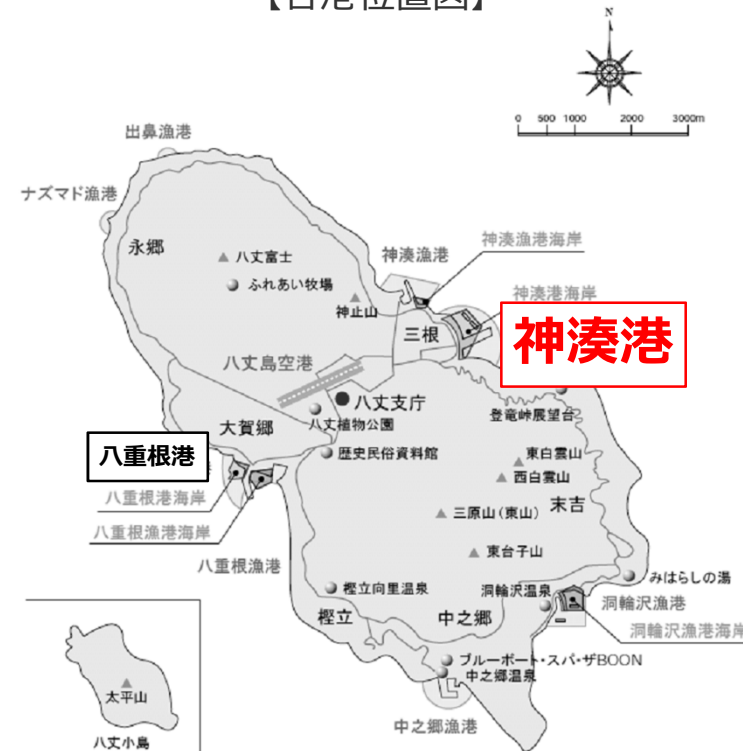 【各港位置図】
N
0 500 1000 2000 3000m
出鼻漁港
ナズマド漁港
永郷
八丈富士
ふれあい牧場
神止山
神湊漁港
神湊漁港海岸
神湊港海岸
神湊港
三根
八丈島空港
八丈支庁
八丈植物公園
大賀郷
登龍峠展望台
八重根港
歴史民俗資料館
東白雲山
西白雲山
八重根港海岸
八重根漁港海岸
三原山(東山)
末吉
八重根漁港
東台子山
みはらしの湯
樫立向里温泉
洞輪沢温泉
洞輪沢漁港
樫立
中之郷
洞輪沢漁港海岸
ブルーポート・スパ・ザBOON
中之郷温泉
中之郷漁港
太平山
八丈小島